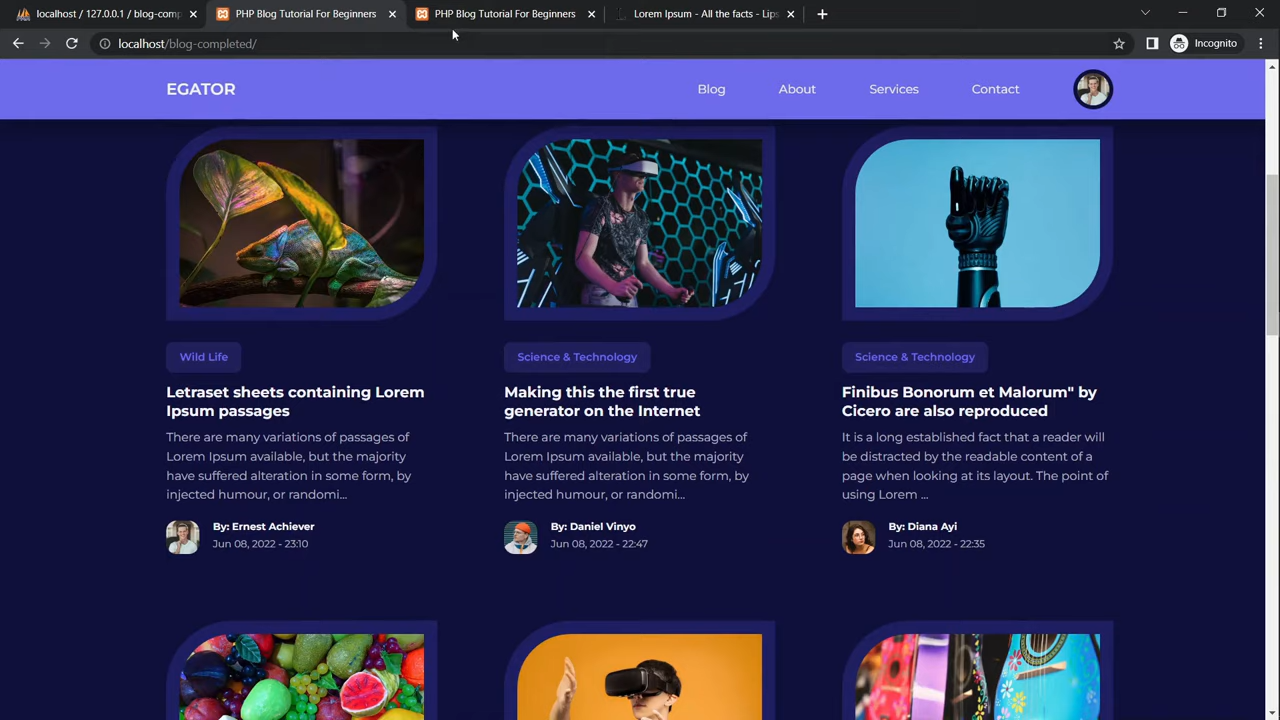 localhost / 127.0.0.1 / blog-comp
PHP Blog Tutorial For Beginners
PHP Blog Tutorial For Beginners
Lorem Ipsum - All the facts - Lips
localhost/blog-completed/
Incognito
EGATOR
Blog
About
Services
Contact
Wild Life
Letraset sheets containing Lorem
Ipsum passages
There are many variations of passages of
Lorem Ipsum available, but the majority
have suffered alteration in some form, by
injected humour, or randomi...
By: Ernest Achiever
Jun 08, 2022 - 23:10
Science & Technology
Making this the first true
generator on the Internet
There are many variations of passages of
Lorem Ipsum available, but the majority
have suffered alteration in some form, by
injected humour, or randomi...
By: Daniel Vinyo
Jun 08, 2022 - 22:47
Science & Technology
Finibus Bonorum et Malorum" by
Cicero are also reproduced
It is a long established fact that a reader will
be distracted by the readable content of a
page when looking at its layout. The point of
using Lorem ...
By: Diana Ayi
Jun 08, 2022 - 22:35